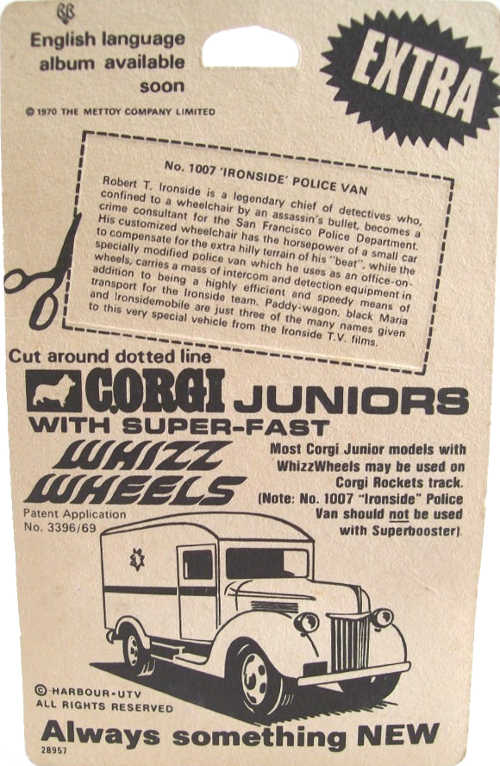 English language
album available
soon
© 1970 THE METTOY COMPANY LIMITED
EXTRA
No. 1007 'IRONSIDE' POLICE VAN
Robert T. Ironside is a legendary chief of detectives who,
confined to a wheelchair by an assassin's bullet, becomes a
crime consultant for the San Francisco Police Department.
His customized wheelchair has the horsepower of a small car
to compensate for the extra hilly terrain of his "beat", while the
specially modified police van which he uses as an office-on-
wheels, carries a mass of intercom and detection equipment in
addition to being a highly efficient and speedy means of
transport for the Ironside team. Paddy-wagon, black Maria
and Ironsidemobile are just three of the many names given
to this very special vehicle from the Ironside T.V. films.
Cut around dotted line
CORGI JUNIORS
WITH SUPER-FAST
WHIZZ
WHEELS
Patent Application
No. 3396/69
Most Corgi Junior models with
WhizzWheels may be used on
Corgi Rockets track.
(Note: No. 1007 "Ironside" Police
Van should not be used
with Superbooster)
© HARBOUR-UTV
ALL RIGHTS RESERVED
Always something NEW
28957